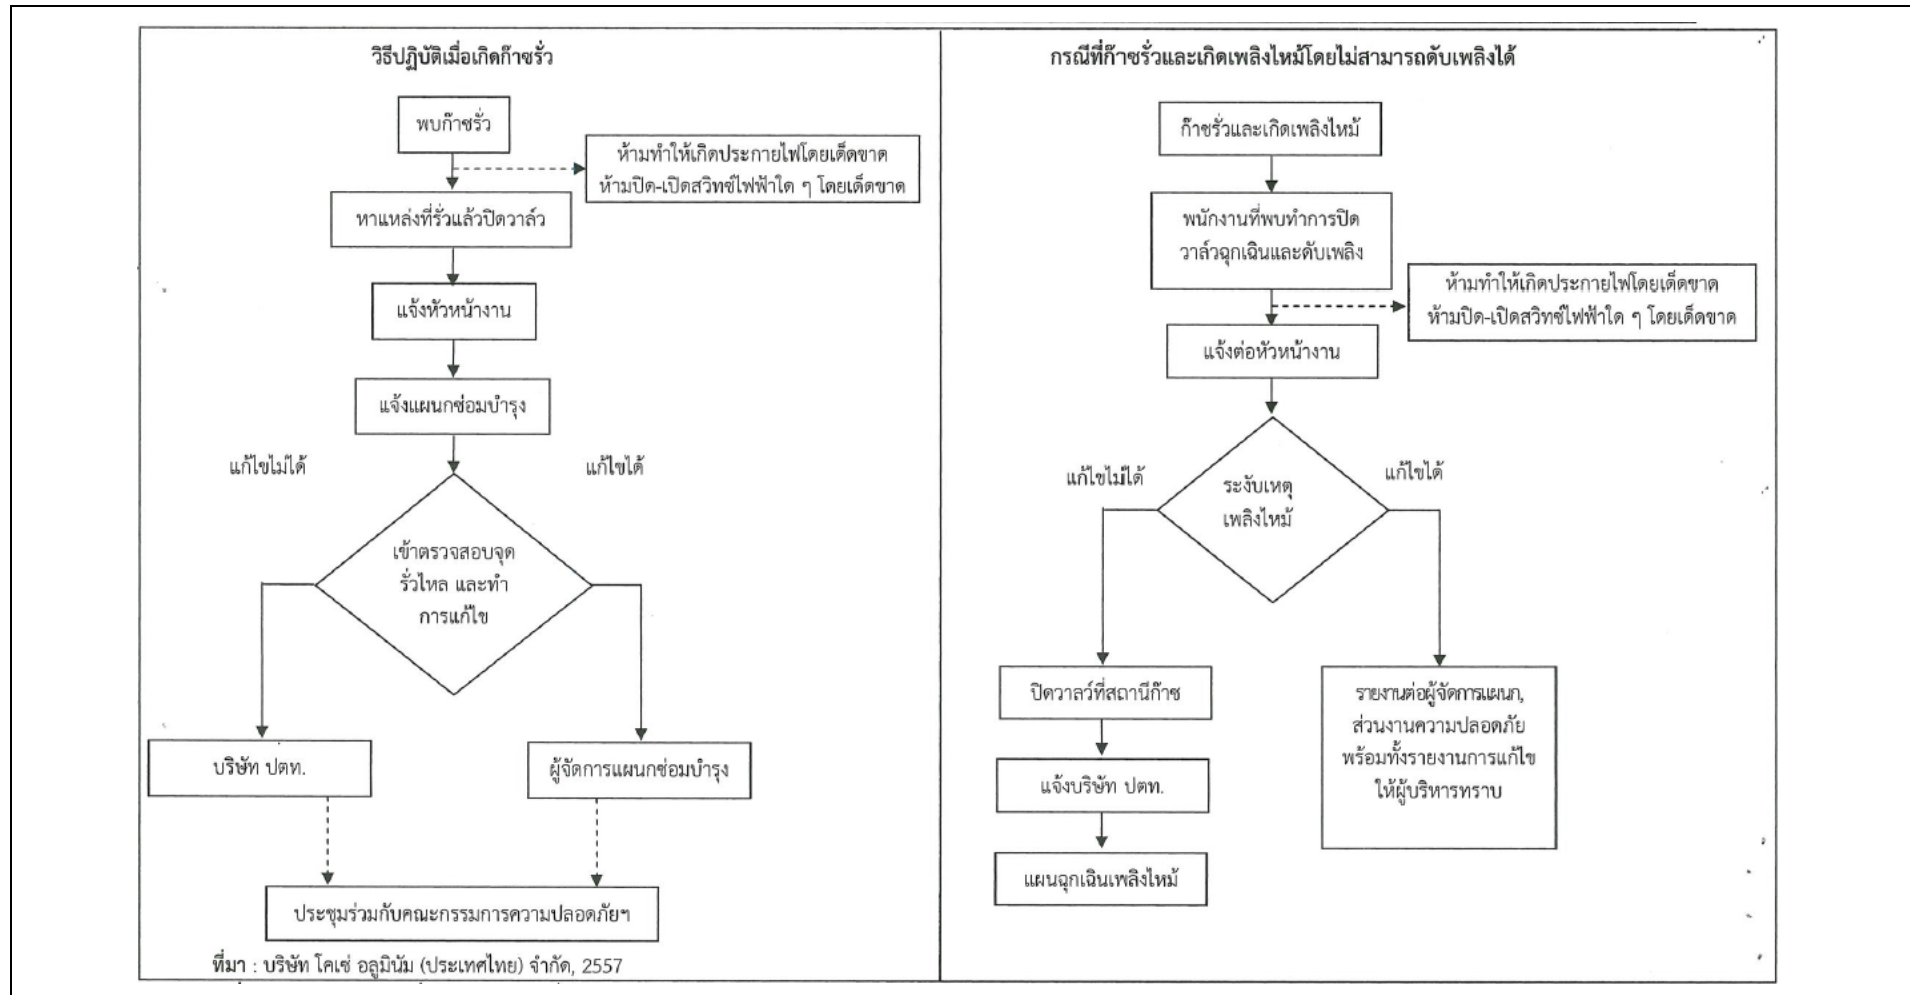 วิธีปฏิบัติเมื่อเกิดก๊าซรั่ว
พบก๊าซรั่ว
ห้ามทำให้เกิดประกายไฟโดยเด็ดขาด
ห้ามปิด-เปิดสวิทซ์ไฟฟ้าใด ๆ โดยเด็ดขาด
หาแหล่งที่รั่วแล้วปิดวาล์ว
แจ้งหัวหน้างาน
แจ้งแผนกซ่อมบำรุง
แก้ไขไม่ได้
แก้ไขได้
เข้าตรวจสอบจุด
รั่วไหล และทำ
การแก้ไข
บริษัท ปตท.
ผู้จัดการแผนกซ่อมบำรุง
ประชุมร่วมกับคณะกรรมการความปลอดภัยฯ
ที่มา : บริษัท โคเซ่ อลูมินัม (ประเทศไทย) จำกัด, 2557
กรณีที่ก๊าซรั่วและเกิดเพลิงไหม้โดยไม่สามารถดับเพลิงได้
ก๊าซรั่วและเกิดเพลิงไหม้
พนักงานที่พบทำการปิด
วาล์วฉุกเฉินและดับเพลิง
ห้ามทำให้เกิดประกายไฟโดยเด็ดขาด
ห้ามปิด-เปิดสวิทซ์ไฟฟ้าใด ๆ โดยเด็ดขาด
แจ้งต่อหัวหน้างาน
แก้ไขไม่ได้
แก้ไขได้
ระงับเหตุ
เพลิงไหม้
ปิดวาลว์ที่สถานีก๊าซ
แจ้งบริษัท ปตท.
แผนฉุกเฉินเพลิงไหม้
รายงานต่อผู้จัดการแผนก,
ส่วนงานความปลอดภัย
พร้อมทั้งรายงานการแก้ไข
ให้ผู้บริหารทราบ